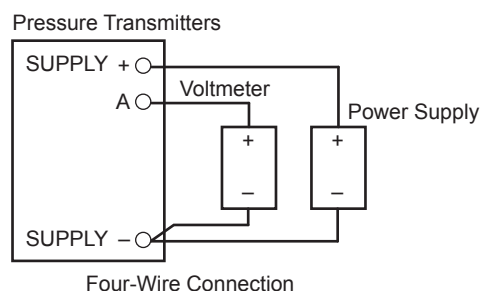 Pressure Transmitters
SUPPLY +
A
Voltmeter
Power Supply
+
+
–
–
SUPPLY –
Four-Wire Connection